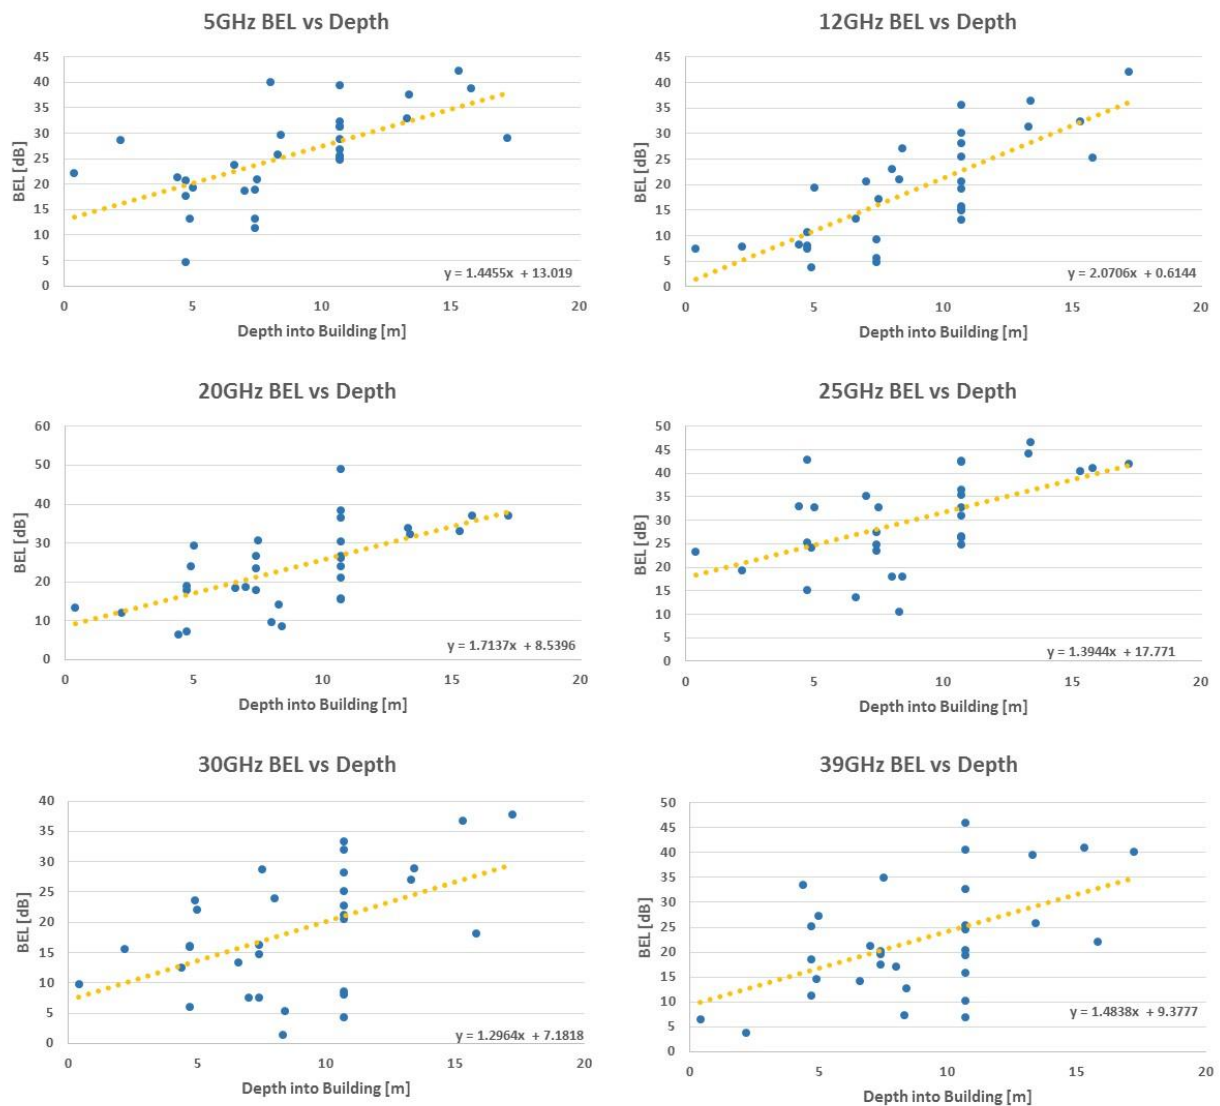 5GHz BEL vs Depth
45
40
35
30
25
20
15
10
5
0
BEL [dB]
y = 1.4455x + 13.019
0 5 10 15 20
Depth into Building [m]
12GHz BEL vs Depth
45
40
35
30
25
20
15
10
5
0
BEL [dB]
y = 2.0706x + 0.6144
0 5 10 15 20
Depth into Building [m]
20GHz BEL vs Depth
60
50
40
30
20
10
0
BEL [dB]
y = 1.7137x + 8.5396
0 5 10 15 20
Depth into Building [m]
25GHz BEL vs Depth
50
45
40
35
30
25
20
15
10
5
0
BEL [dB]
y = 1.3944x + 17.771
0 5 10 15 20
Depth into Building [m]
30GHz BEL vs Depth
40
35
30
25
20
15
10
5
0
BEL [dB]
y = 1.2964x + 7.1818
0 5 10 15 20
Depth into Building [m]
39GHz BEL vs Depth
50
45
40
35
30
25
20
15
10
5
0
BEL [dB]
y = 1.4838x + 9.3777
0 5 10 15 20
Depth into Building [m]